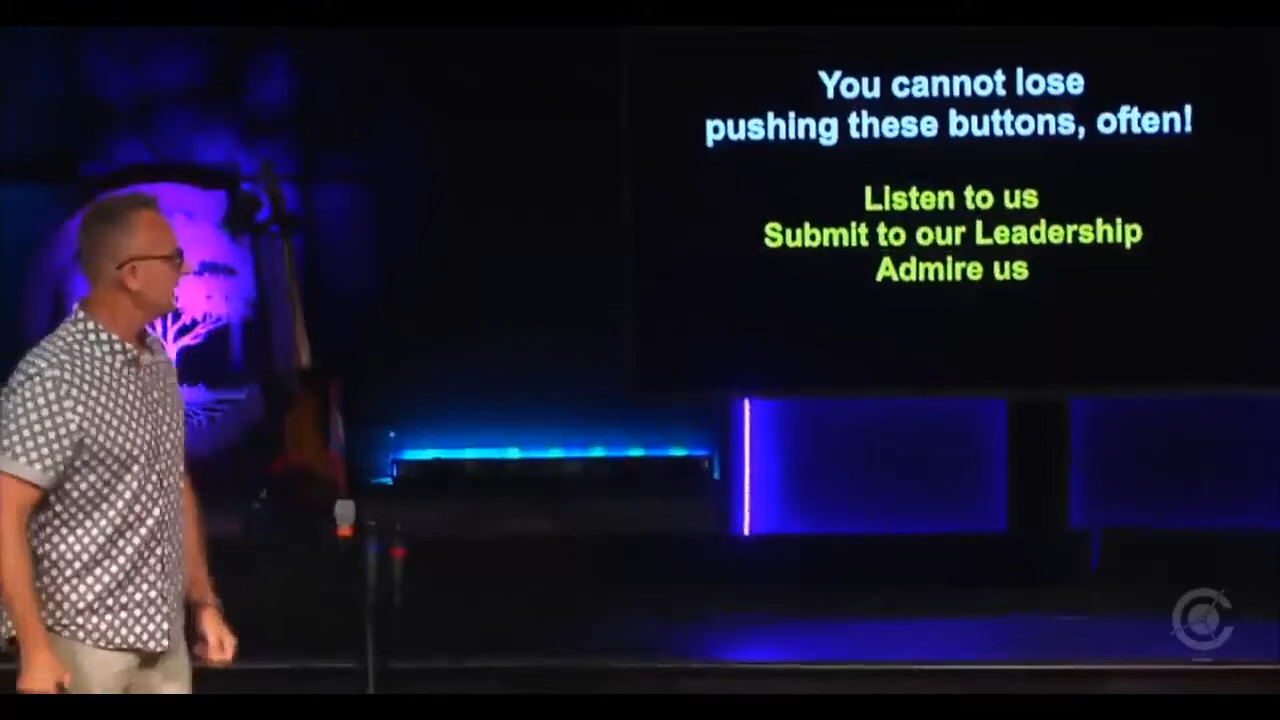 You cannot lose
pushing these buttons, often!
Listen to us
Submit to our Leadership
Admire us